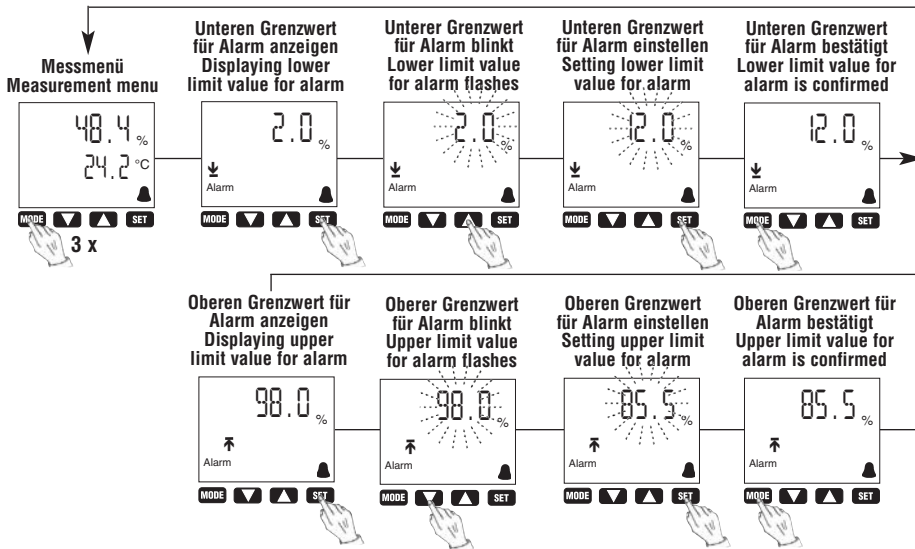 Messmenü
Measurement menu
48.4 %
24.2 °C
MODE SET
3 x
Unteren Grenzwert
für Alarm anzeigen
Displaying lower
limit value for alarm
2.0 %
Alarm
MODE SET
Unterer Grenzwert
für Alarm blinkt
Lower limit value
for alarm flashes
2.0 %
Alarm
MODE SET
Unteren Grenzwert
für Alarm einstellen
Setting lower limit
value for alarm
12.0 %
Alarm
MODE SET
Unteren Grenzwert
für Alarm bestätigt
Lower limit value for
alarm is confirmed
12.0 %
Alarm
MODE SET
Oberen Grenzwert für
Alarm anzeigen
Displaying upper
limit value for alarm
98.0 %
Alarm
MODE SET
Oberer Grenzwert
für Alarm blinkt
Upper limit value
for alarm flashes
98.0 %
Alarm
MODE SET
Oberen Grenzwert
für Alarm einstellen
Setting upper limit
value for alarm
85.5 %
Alarm
MODE SET
Oberen Grenzwert für
Alarm bestätigt
Upper limit value for
alarm is confirmed
85.5 %
Alarm
MODE SET